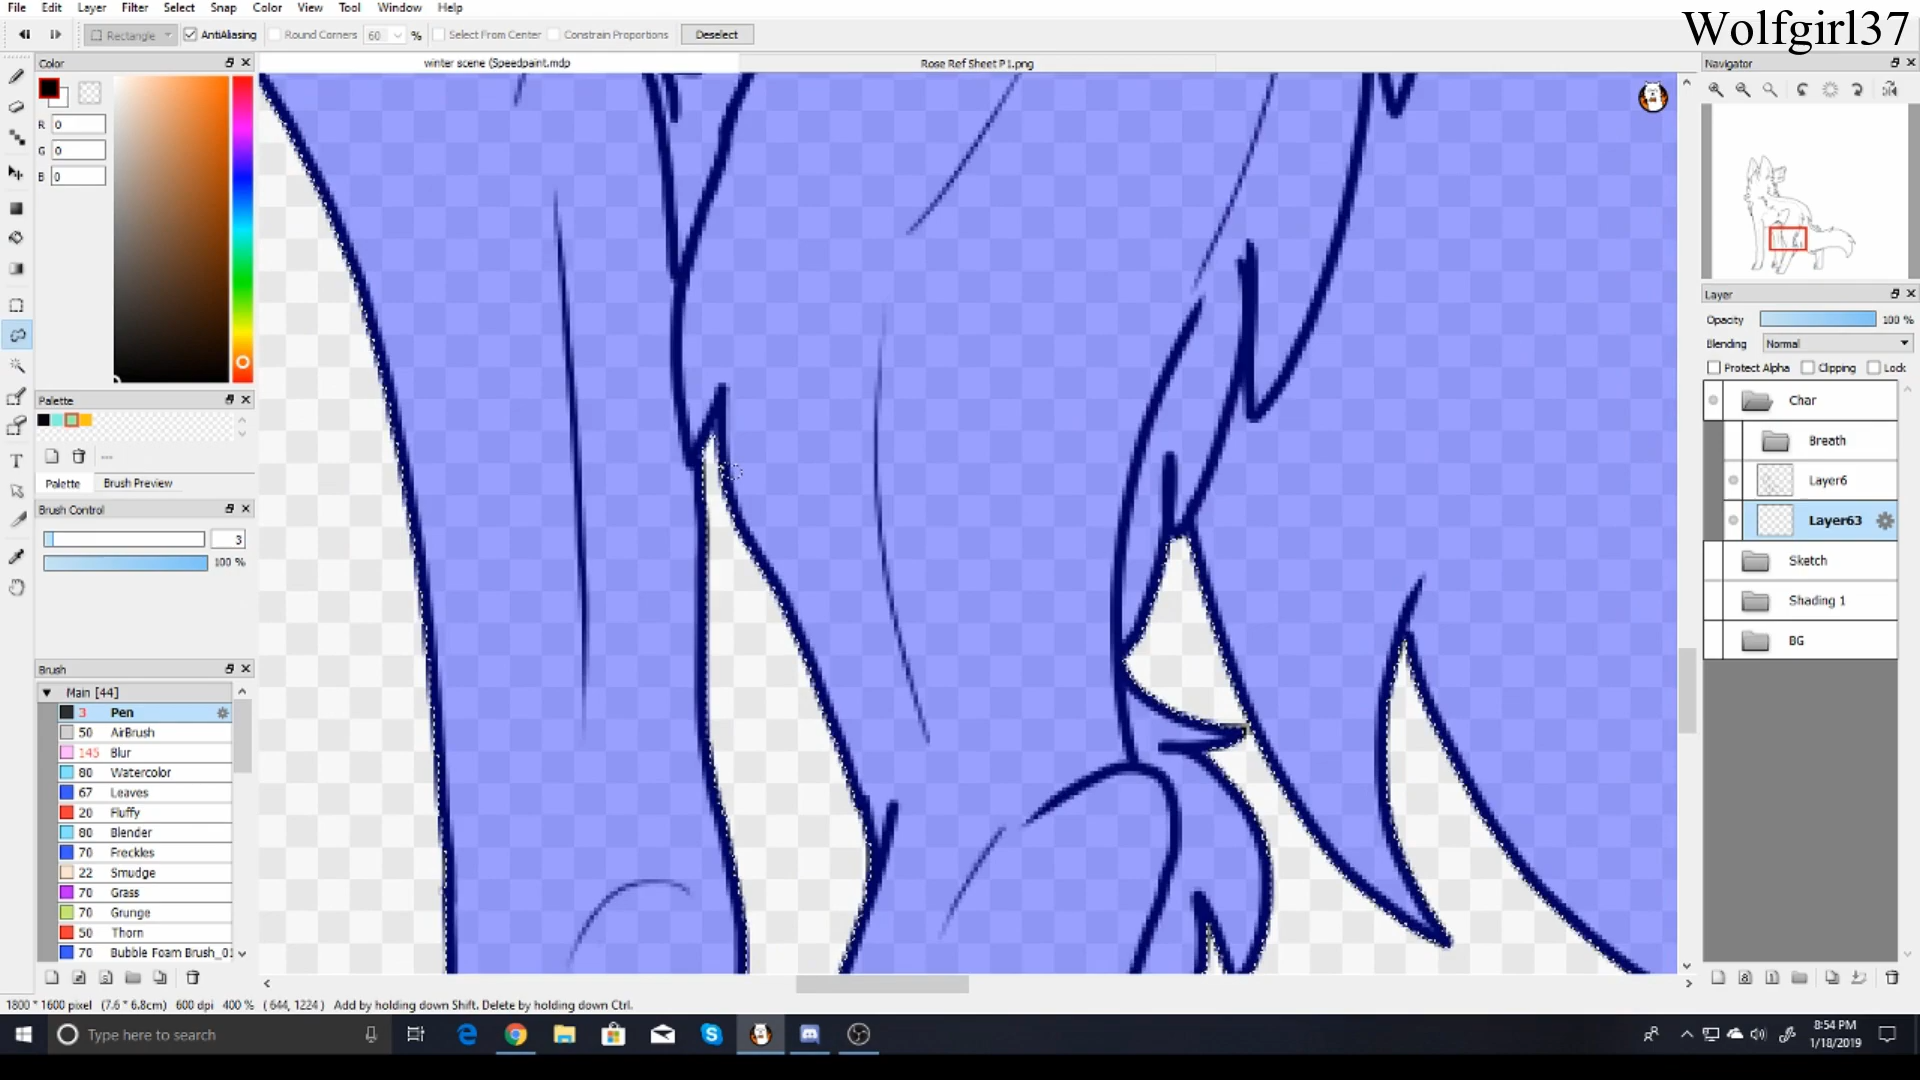 File Edit Layer Filter Select Snap Color View Tool Window Help
Wolfgirl37
Rectangle AntiAliasing Round Corners 60 % Select From Center Constrain Proportions Deselect
Color
winter scene (Speedpaint.mdp
Rose Ref Sheet P1.png
Navigator
R 0
G 0
B 0
Layer
Opacity 100 %
Blending Normal
Protect Alpha Clipping Lock
Palette
Char
Breath
---
Palette Brush Preview
Layer6
Brush Control
Layer63
3
100 %
Sketch
Shading 1
BG
Brush
Main [44]
3 Pen
50 AirBrush
145 Blur
80 Watercolor
67 Leaves
20 Fluffy
80 Blender
70 Freckles
22 Smudge
70 Grass
70 Grunge
50 Thorn
70 Bubble Foam Brush_01
1800 * 1600 pixel (7.6 * 6.8cm) 600 dpi 400 % ( 644, 1224 ) Add by holding down Shift. Delete by holding down Ctrl.
Type here to search
8:54 PM
1/18/2019